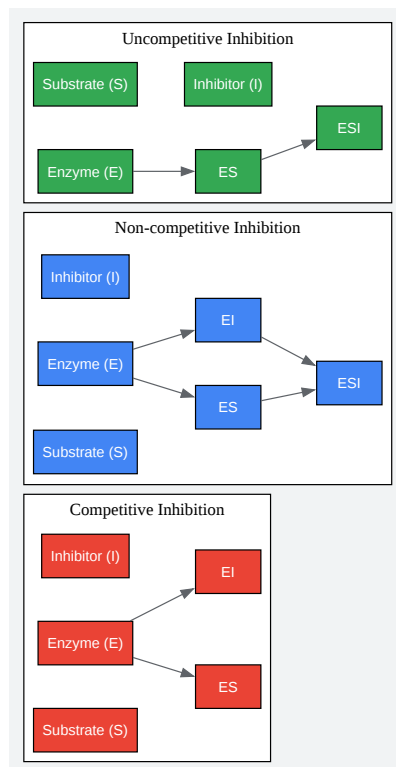 Uncompetitive Inhibition
Substrate (S)
Inhibitor (I)
ESI
Enzyme (E)
ES
Non-competitive Inhibition
Inhibitor (I)
EI
Enzyme (E)
ESI
ES
Substrate (S)
Competitive Inhibition
Inhibitor (I)
EI
Enzyme (E)
ES
Substrate (S)